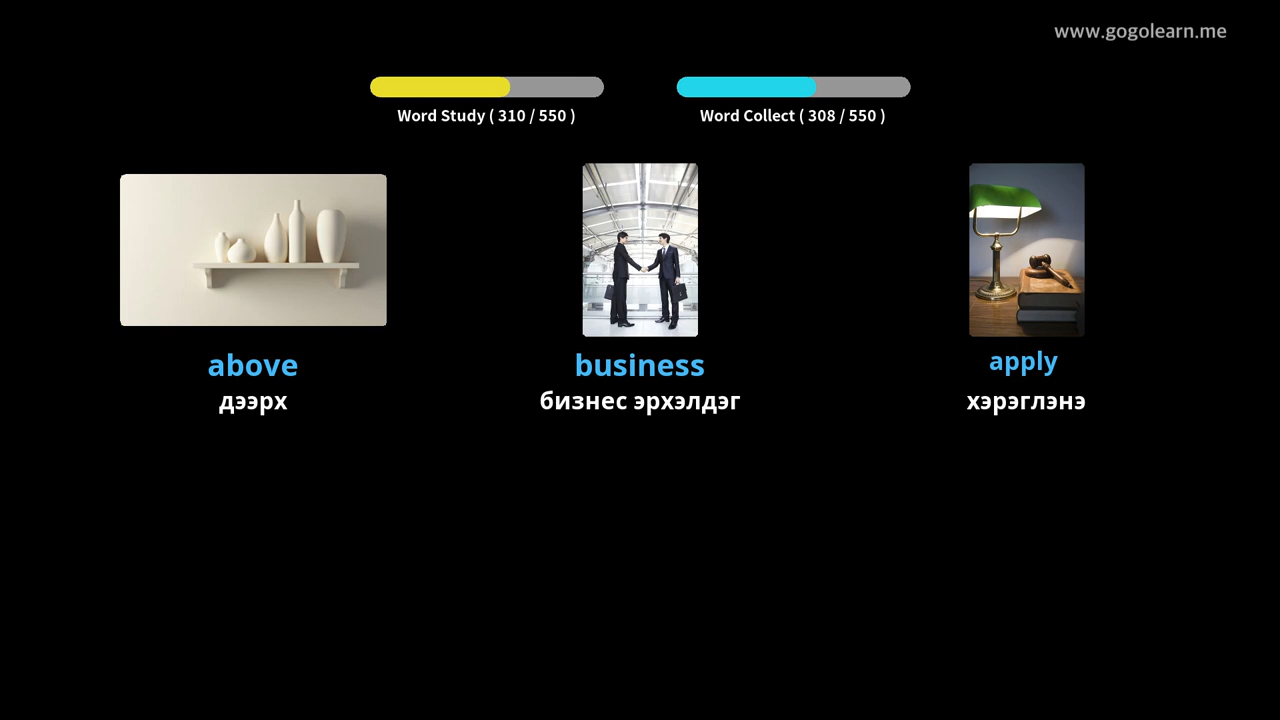 www.gogolearn.me
Word Study ( 310 / 550 )
Word Collect ( 308 / 550 )
above
дээрх
business
бизнес эрхэлдэг
apply
хэрэглэнэ